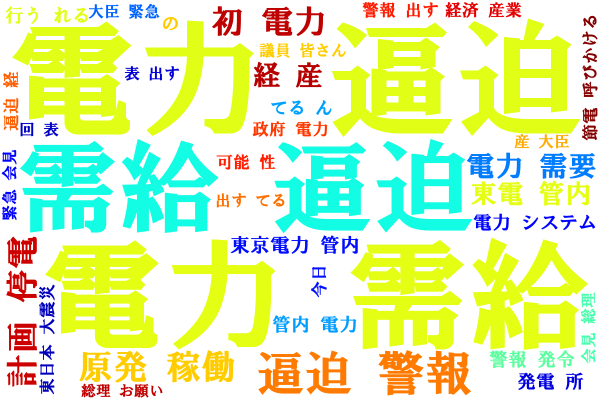 行う れる
大臣 緊急
の
初 電力
警報 出す
経済 産業
電力 逼迫
議員 皆さん
表 出す
経 産
逼迫 経
てる ん
節電 呼びかける
回 表
政府 電力
産 大臣
需給 逼迫
緊急 会見
可能 性
電力 需要
出す てる
東電 管内
電力 システム
計画 停電
東京電力 管内
電力 需給
今日
東日本 大震災
管内 電力
会見 総理
原発 稼働
逼迫 警報
警報 発令
発電 所
総理 お願い